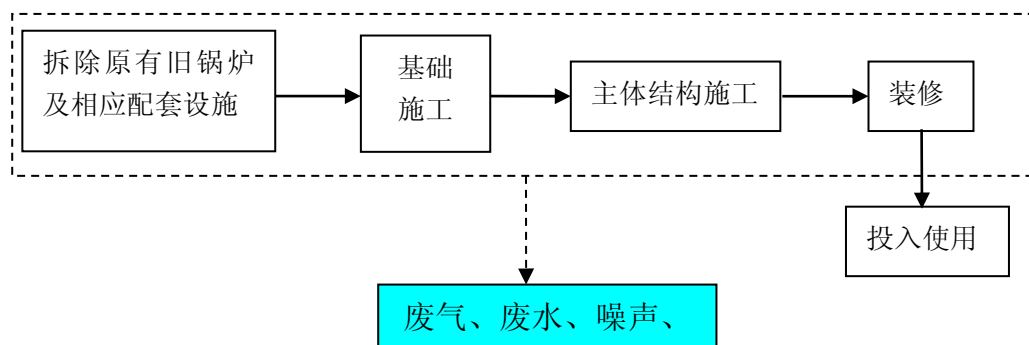 拆除原有旧锅炉
及相应配套设施
基础
施工
主体结构施工
装修
投入使用
废气、废水、噪声、